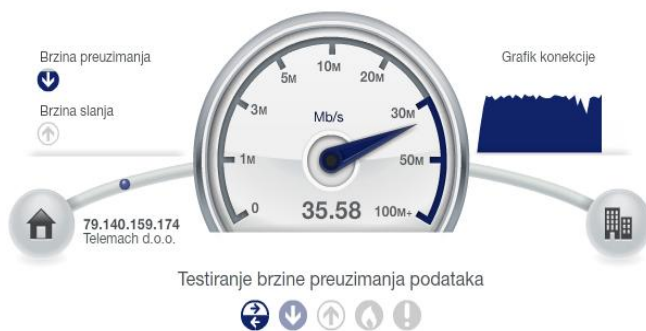 Brzina preuzimanja
Brzina slanja
Grafik konekcije
Mb/s
0
1M
3M
5M
10M
20M
30M
50M
100M+
35.58
79.140.159.174
Telemach d.o.o.
Testiranje brzine preuzimanja podataka